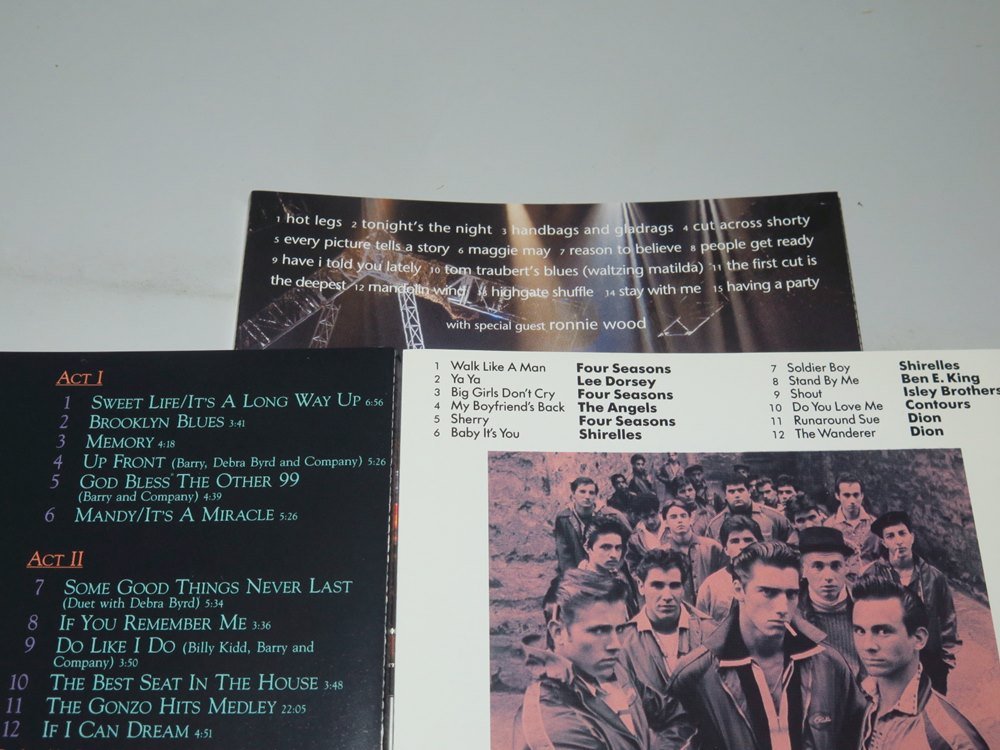 1 hot legs 2 tonight's the night 3 handbags and gladrags 4 cut across shorty
5 every picture tells a story 6 maggie may 7 reason to believe 8 people get ready
9 have i told you lately 10 tom traubert's blues (waltzing matilda) 11 the first cut is
the deepest 12 mandolin wind 13 highgate shuffle 14 stay with me 15 having a party
with special guest ronnie wood
ACT I
1 SWEET LIFE/IT'S A LONG WAY UP 6:56
2 BROOKLYN BLUES 3:41
3 MEMORY 4:18
4 UP FRONT (Barry, Debra Byrd and Company) 5:26
5 GOD BLESS THE OTHER 99
(Barry and Company) 4:39
6 MANDY/IT'S A MIRACLE 5:26
ACT II
7 SOME GOOD THINGS NEVER LAST
(Duet with Debra Byrd) 5:34
8 IF YOU REMEMBER ME 3:36
9 DO LIKE I DO (Billy Kidd, Barry and
Company) 3:50
10 THE BEST SEAT IN THE HOUSE 3:48
11 THE GONZO HITS MEDLEY 22:05
12 IF I CAN DREAM 4:51
1 Walk Like A Man Four Seasons
2 Ya Ya Lee Dorsey
3 Big Girls Don't Cry Four Seasons
4 My Boyfriend's Back The Angels
5 Sherry Four Seasons
6 Baby It's You Shirelles
7 Soldier Boy Shirelles
8 Stand By Me Ben E. King
9 Shout Isley Brothers
10 Do You Love Me Contours
11 Runaround Sue Dion
12 The Wanderer Dion